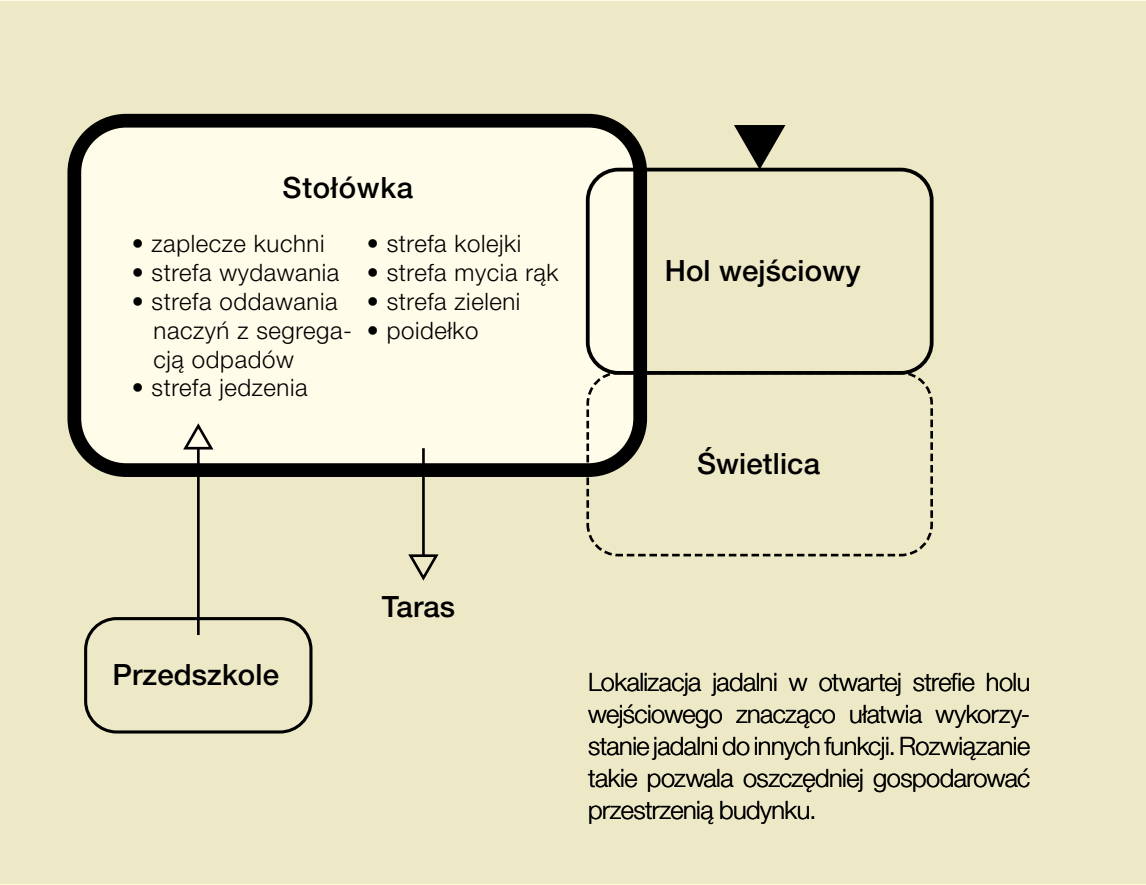 Stołówka
• zaplecze kuchni
• strefa wydawania
• strefa oddawania
naczyń z segrega-
cją odpadów
• strefa jedzenia
• strefa kolejki
• strefa mycia rąk
• strefa zieleni
• poidełko
Hol wejściowy
Świetlica
Taras
Przedszkole
Lokalizacja jadalni w otwartej strefie holu
wejściowego znacząco ułatwia wykorzy-
stanie jadalni do innych funkcji. Rozwiązanie
takie pozwala oszczędniej gospodarować
przestrzenią budynku.